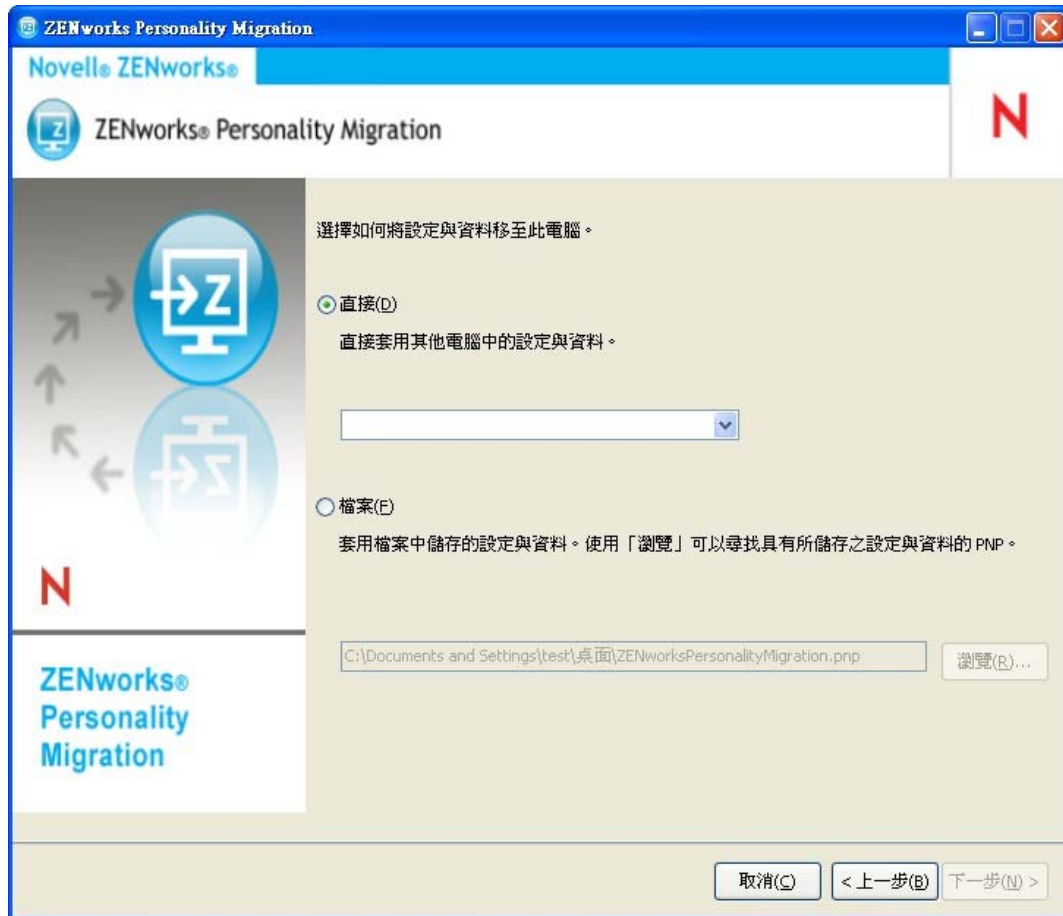 ZENworks Personality Migration
Novell® ZENworks®
ZENworks® Personality Migration
N
選擇如何將設定與資料移至此電腦。
直接(D)
直接套用其他電腦中的設定與資料。
檔案(F)
套用檔案中儲存的設定與資料。使用「瀏覽」可以尋找具有所儲存之設定與資料的 PNP。
C:\Documents and Settings\test\桌面\ZENworksPersonalityMigration.pnp
瀏覽(R)...
Z
N
ZENworks®
Personality
Migration
取消(C)
< 上一步(B)
下一步(N) >